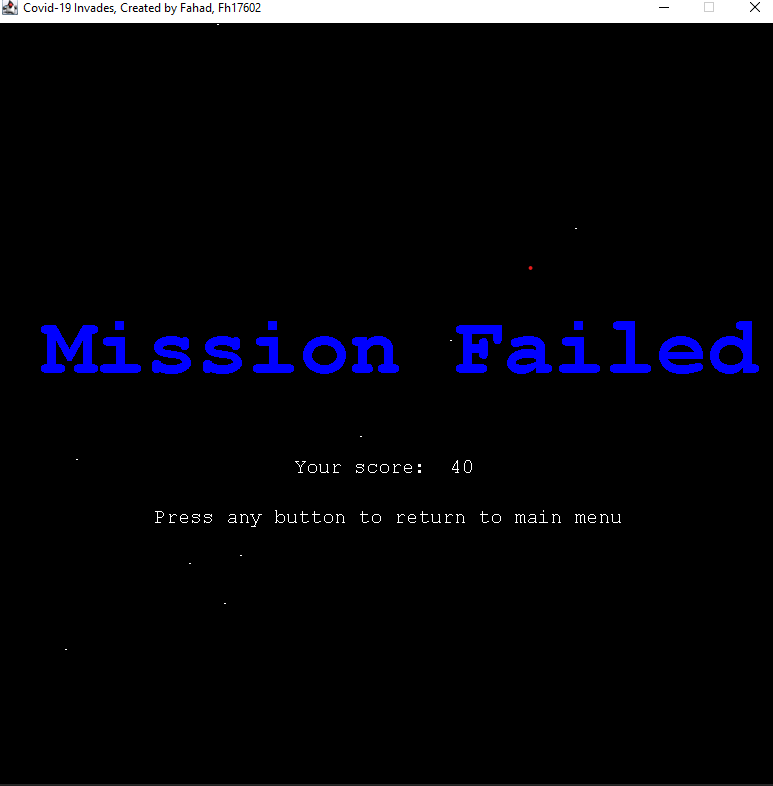 Covid-19 Invades, Created by Fahad, Fh17602
Mission Failed
Your score:  40
Press any button to return to main menu